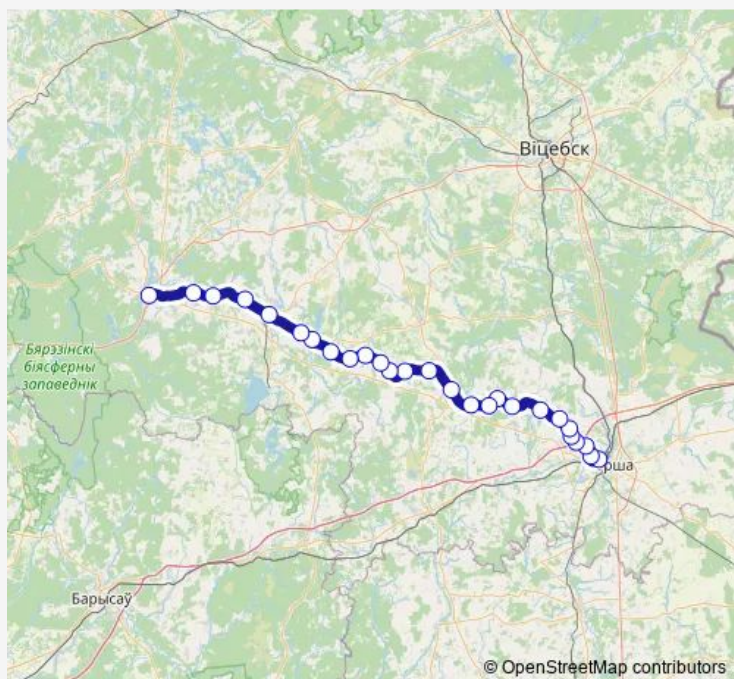 Віцебск
Бярэзінскі
біясферны
запаведнік
рша
Барысаў
© OpenStreetMap contributors